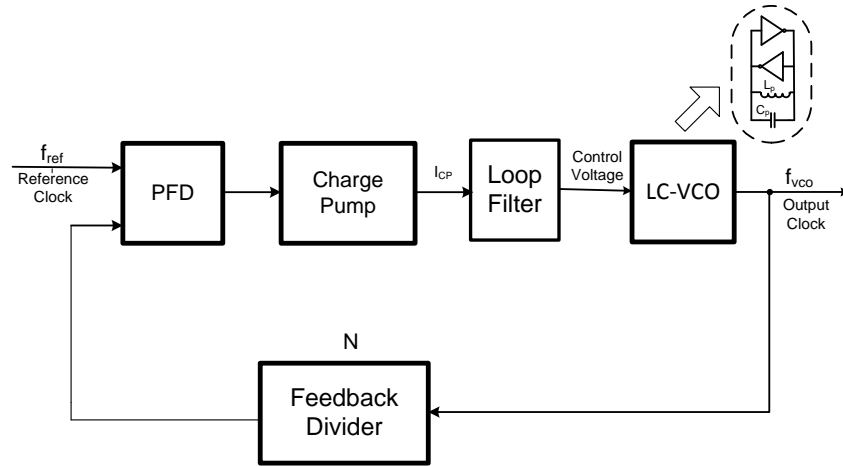 L_p
C_p
f_ref
Reference
Clock
PFD
Charge
Pump
I_CP
Loop
Filter
Control
Voltage
LC-VCO
f_vco
Output
Clock
N
Feedback
Divider